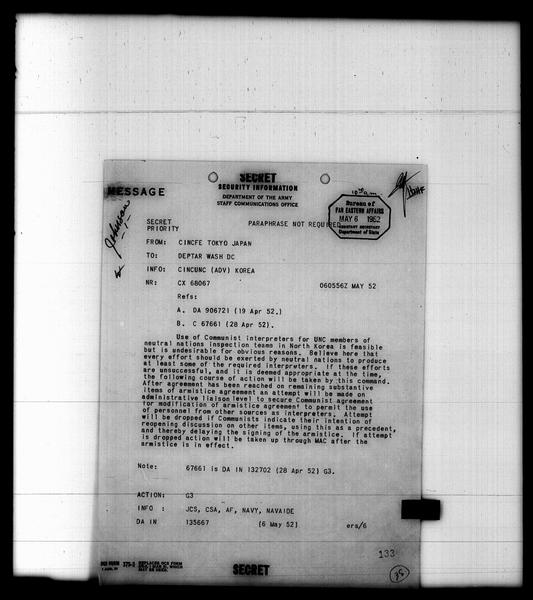 SECRET
SECURITY INFORMATION
DEPARTMENT OF THE ARMY
STAFF COMMUNICATIONS OFFICE
MESSAGE
Johnson
Bureau of
FAR EASTERN AFFAIRS
MAY 6 1952
Department of State
SECRET PARAPHRASE NOT REQUIRED
PRIORITY
FROM: CINCFE TOKYO JAPAN
TO: DEPTAR WASH DC
INFO: CINCUNC (ADV) KOREA
NR: CX 68067 060556Z MAY 52
Refs:
A. DA 906721 (19 Apr 52.)
B. C 67661 (28 Apr 52).
Use of Communist interpreters for UNC members of
neutral nations inspection teams in North Korea is feasible
but is undesirable for obvious reasons. Believe here that
every effort should be exerted by neutral nations to produce
at least some of the required interpreters. If these efforts
are unsuccessful, and it is deemed appropriate at the time,
the following course of action will be taken by this command.
After agreement has been reached on remaining substantive
items of armistice agreement an attempt will be made on
administrative liaison level to secure Communist agreement
for modification of armistice agreement to permit the use
of personnel from other sources as interpreters. Attempt
will be dropped if Communists indicate their intention of
reopening discussion on other items, using this as a precedent,
and thereby delaying the signing of the armistice. If attempt
is dropped action will be taken up through MAC after the
armistice is in effect.
Note: 67661 is DA IN 132702 (28 Apr 52) G3.
ACTION: G3
INFO : JCS, CSA, AF, NAVY, NAVAIDE
DA IN 135667 (6 May 52) ers/6
133
38
SECRET